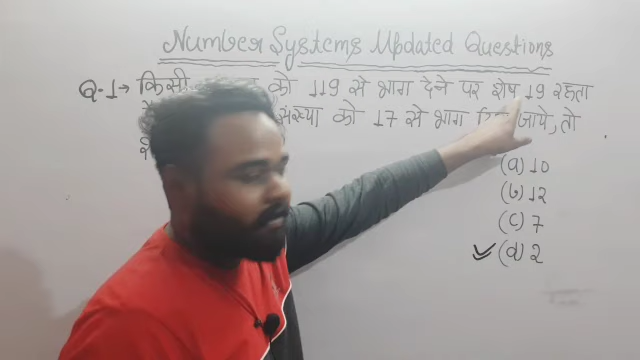 Number Systems Updated Questions
Q.1→ किसी को 119 से भाग देने पर शेष 19 रहता
संख्या को 17 से भाग जाये, तो
(a) 10
(b) 12
(c) 7
(d) 2